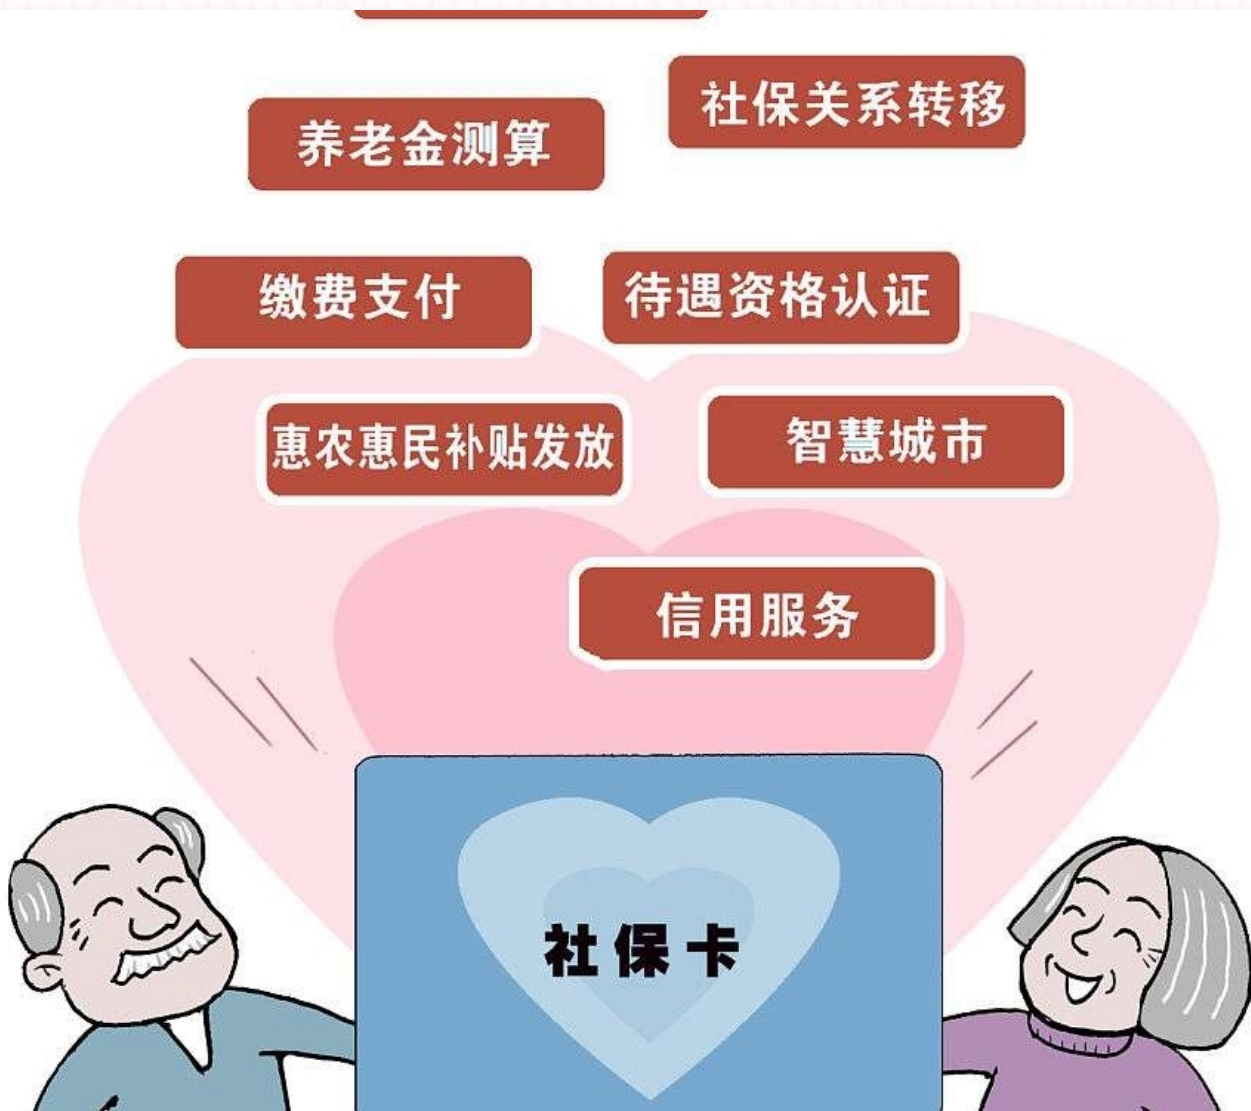 社保关系转移
养老金测算
缴费支付
待遇资格认证
惠农惠民补贴发放
智慧城市
信用服务
社保卡